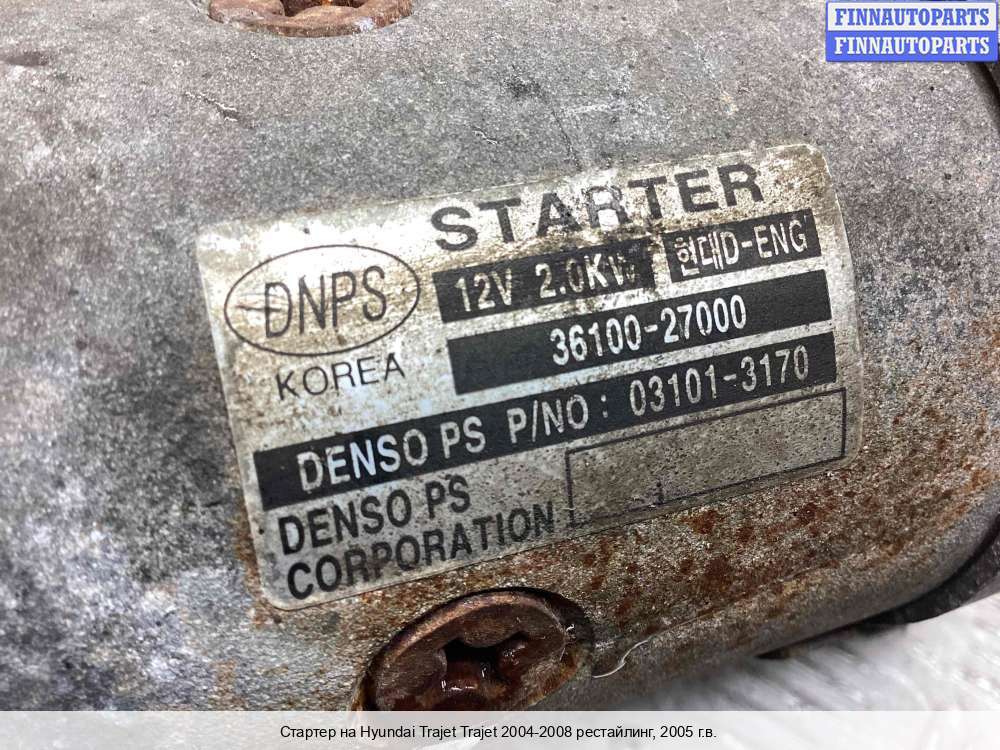 FINNAUTOPARTS
FINNAUTOPARTS
STARTER
DNPS
12V 2.0KW
현대D-ENG
KOREA
36100-27000
DENSO PS P/NO : 03101-3170
DENSO PS
CORPORATION
Стартер на Hyundai Trajet Trajet 2004-2008 рестайлинг, 2005 г.в.